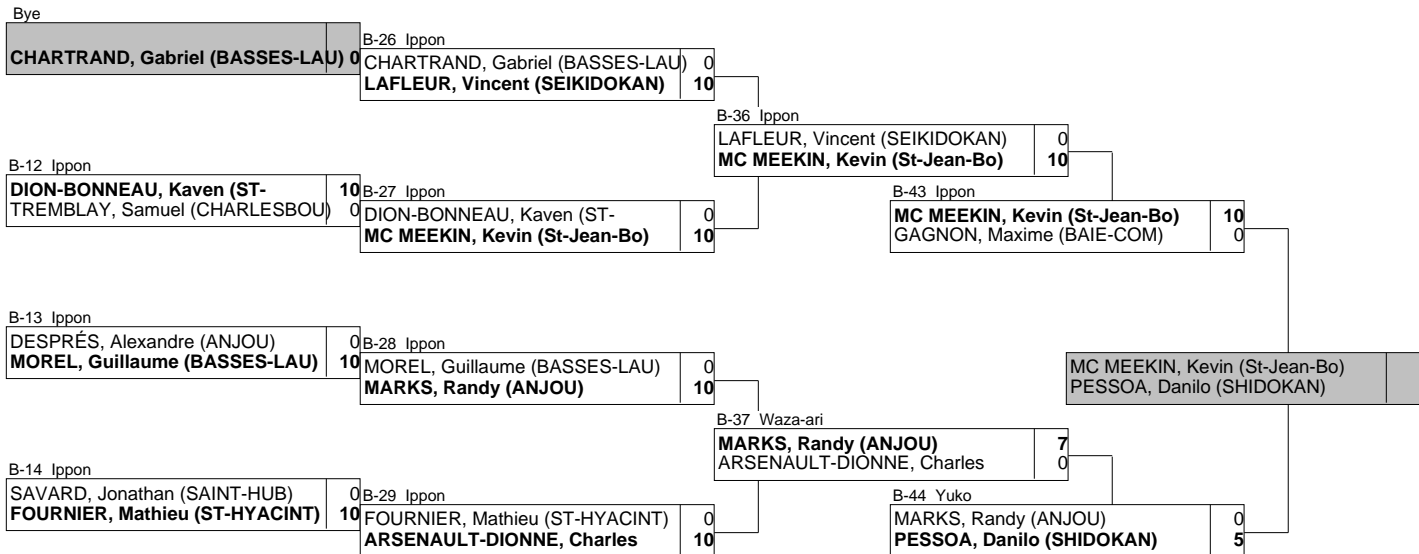 Bye
CHARTRAND, Gabriel (BASSES-LAU) 0
B-12 Ippon
DION-BONNEAU, Kaven (ST- 10
TREMBLAY, Samuel (CHARLESBOU) 0
B-13 Ippon
DESPRÉS, Alexandre (ANJOU) 0
MOREL, Guillaume (BASSES-LAU) 10
B-14 Ippon
SAVARD, Jonathan (SAINT-HUB) 0
FOURNIER, Mathieu (ST-HYACINT) 10
B-26 Ippon
CHARTRAND, Gabriel (BASSES-LAU) 0
LAFLEUR, Vincent (SEIKIDOKAN) 10
B-27 Ippon
DION-BONNEAU, Kaven (ST- 0
MC MEEKIN, Kevin (St-Jean-Bo) 10
B-28 Ippon
MOREL, Guillaume (BASSES-LAU) 0
MARKS, Randy (ANJOU) 10
B-29 Ippon
FOURNIER, Mathieu (ST-HYACINT) 0
ARSENAULT-DIONNE, Charles 10
B-36 Ippon
LAFLEUR, Vincent (SEIKIDOKAN) 0
MC MEEKIN, Kevin (St-Jean-Bo) 10
B-37 Waza-ari
MARKS, Randy (ANJOU) 7
ARSENAULT-DIONNE, Charles 0
B-43 Ippon
MC MEEKIN, Kevin (St-Jean-Bo) 10
GAGNON, Maxime (BAIE-COM) 0
B-44 Yuko
MARKS, Randy (ANJOU) 0
PESSOA, Danilo (SHIDOKAN) 5
MC MEEKIN, Kevin (St-Jean-Bo)
PESSOA, Danilo (SHIDOKAN)